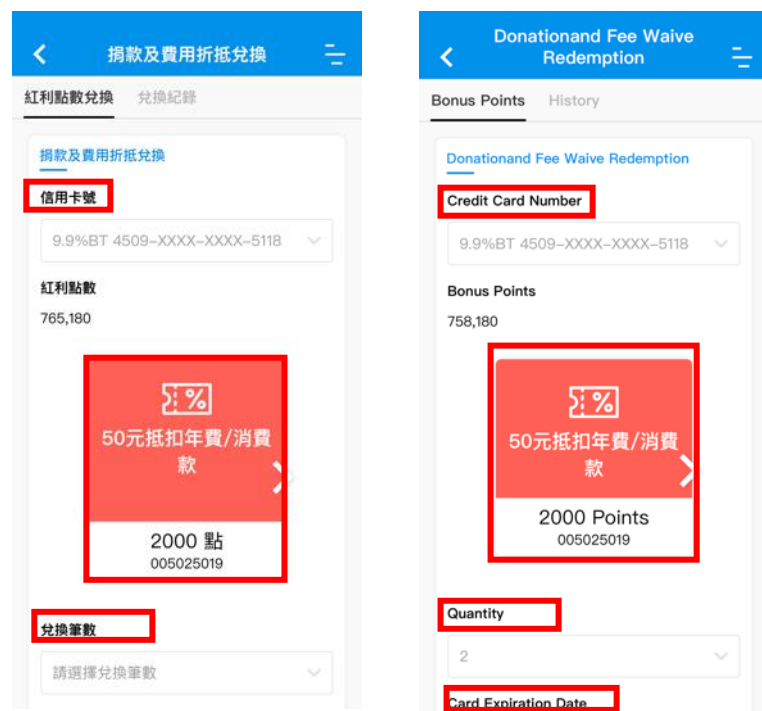 捐款及費用折抵兌換
紅利點數兌換 兌換紀錄
捐款及費用折抵兌換
信用卡號
9.9%BT 4509-XXXX-XXXX-5118
紅利點數
765,180
50元抵扣年費/消費
款
2000 點
005025019
兌換筆數
請選擇兌換筆數
Donationand Fee Waive
Redemption
Bonus Points History
Donationand Fee Waive Redemption
Credit Card Number
9.9%BT 4509-XXXX-XXXX-5118
Bonus Points
758,180
50元抵扣年費/消費
款
2000 Points
005025019
Quantity
2
Card Expiration Date